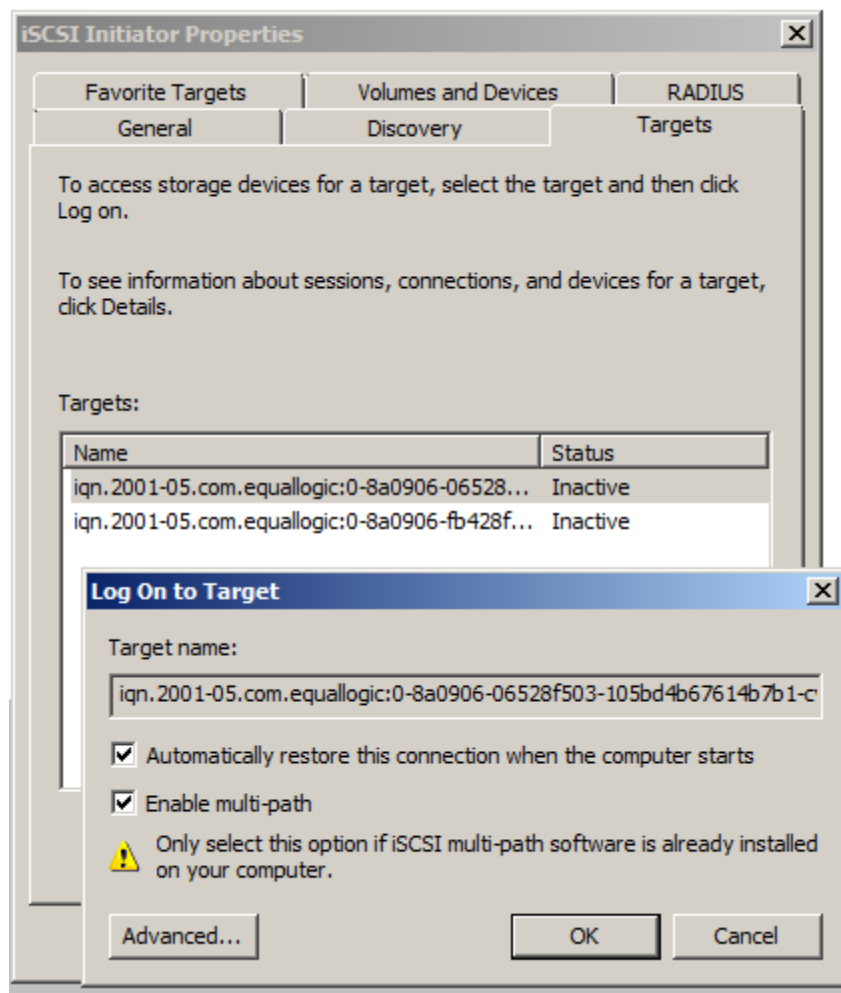 iSCSI Initiator Properties
Favorite Targets
Volumes and Devices
RADIUS
General
Discovery
Targets
To access storage devices for a target, select the target and then click
Log on.
To see information about sessions, connections, and devices for a target,
click Details.
Targets:
Name
Status
iqn.2001-05.com.equallogic:0-8a0906-06528... Inactive
iqn.2001-05.com.equallogic:0-8a0906-fb428f... Inactive
Log On to Target
Target name:
iqn.2001-05.com.equallogic:0-8a0906-06528f503-105bd4b67614b7b1-c
Automatically restore this connection when the computer starts
Enable multi-path
Only select this option if iSCSI multi-path software is already installed
on your computer.
Advanced...
OK
Cancel